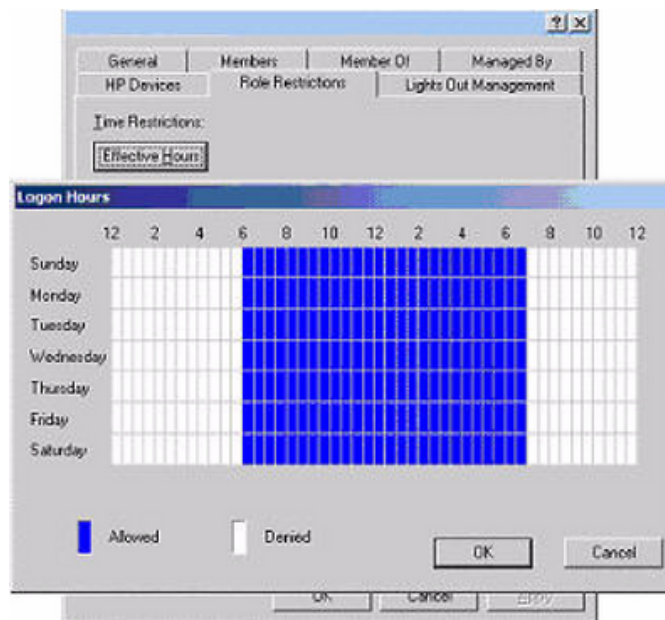 General Members Member Of Managed By
HP Devices Role Restrictions Lights Out Management
Time Restrictions:
Effective Hours
Logon Hours
12 2 4 6 8 10 12 2 4 6 8 10 12
Sunday
Monday
Tuesday
Wednesday
Thursday
Friday
Saturday
Allowed Denied
OK Cancel
OK Cancel Apply